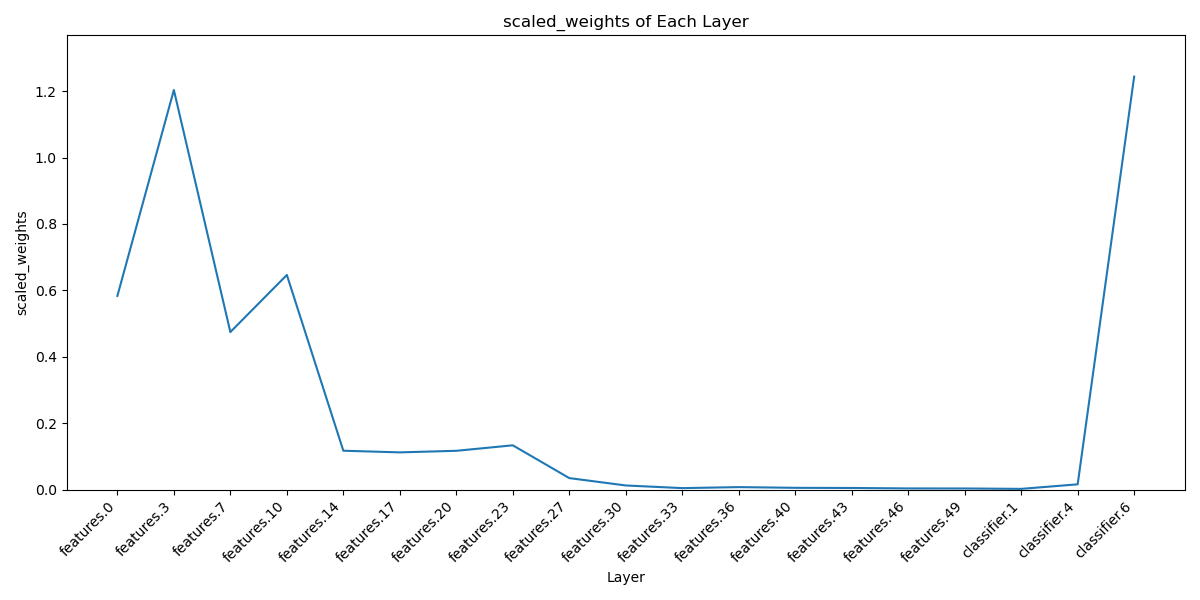 scaled_weights of Each Layer
scaled_weights
1.2
1.0
0.8
0.6
0.4
0.2
0.0
features.0
features.3
features.7
features.10
features.14
features.17
features.20
features.23
features.27
features.30
features.33
features.36
features.40
features.43
features.46
features.49
classifier.1
classifier.4
classifier.6
Layer